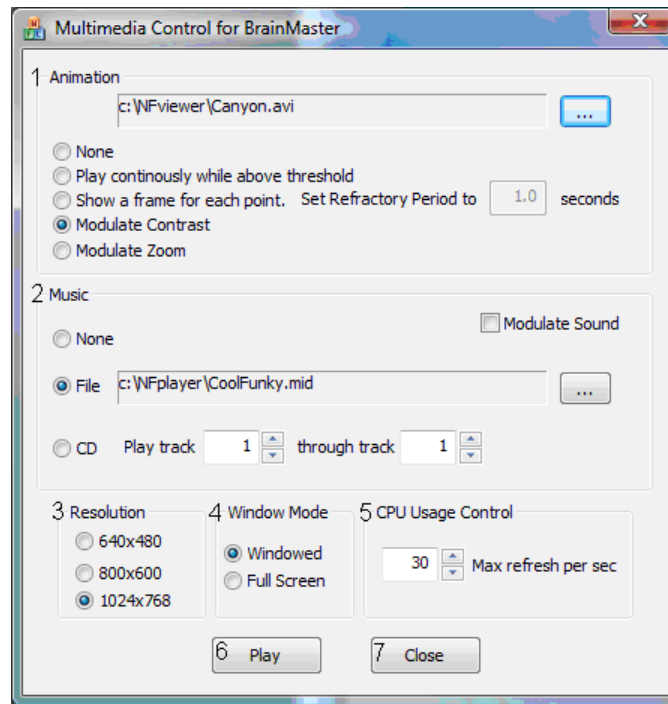 Multimedia Control for BrainMaster
1 Animation
c:\NFviewer\Canyon.avi
...
None
Play continously while above threshold
Show a frame for each point. Set Refractory Period to 1.0 seconds
Modulate Contrast
Modulate Zoom
2 Music
Modulate Sound
None
File c:\NFplayer\CoolFunky.mid ...
CD Play track 1 through track 1
3 Resolution
640x480
800x600
1024x768
4 Window Mode
Windowed
Full Screen
5 CPU Usage Control
30 Max refresh per sec
6 Play
7 Close